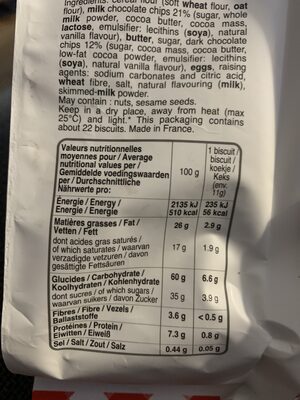 Ingredients: cereal flour (soft wheat flour, oat
flour), milk chocolate chips 21% (sugar, whole
milk powder, cocoa butter, cocoa mass,
lactose, emulsifier: lecithins (soya), natural
vanilla flavour), butter, sugar, dark chocolate
chips 12% (sugar, cocoa mass, cocoa butter,
low-fat cocoa powder, emulsifier: lecithins
(soya), natural vanilla flavour), eggs, raising
agents: sodium carbonates and citric acid,
wheat fibre, salt, natural flavouring (milk),
skimmed-milk powder.
May contain : nuts, sesame seeds.
Keep in a dry place, away from heat (max
25°C) and light.* This packaging contains
about 22 biscuits. Made in France.
Valeurs nutritionnelles
moyennes pour / Average
nutritional values per /
Gemiddelde voedingswaarden
per / Durchschnittliche
Nährwerte pro:
100 g
1 biscuit /
biscuit /
koekje /
Keks
(env.
11g)
Énergie / Energy /
Energie / Energie
2135 kJ
510 kcal
235 kJ
56 kcal
Matières grasses / Fat /
Vetten / Fett
26 g
2.9 g
dont acides gras saturés /
of which saturates / waarvan
verzadigde vetzuren / davon
gesättigte Fettsäuren
17 g
1.9 g
Glucides / Carbohydrate /
Koolhydraten / Kohlenhydrate
60 g
6.6 g
dont sucres / of which sugars /
waarvan suikers / davon Zucker
35 g
3.9 g
Fibres / Fibre / Vezels /
Ballaststoffe
3.6 g
< 0.5 g
Protéines / Protein /
Eiwitten / Eiweiß
7.3 g
0.8 g
Sel / Salt / Zout / Salz
0.44 g
0.05 g